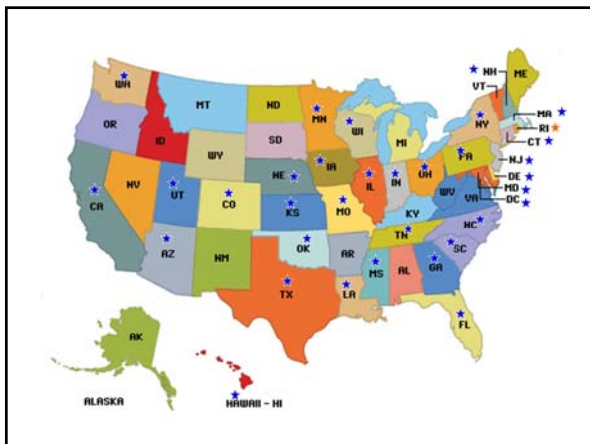 WA
MT
ND
MN
OR
ID
WY
SD
WI
MI
NH
VT
ME
NY
MA
RI
CT
NJ
DE
MD
DC
PA
NV
UT
CO
NE
IA
IL
IN
OH
WV
VA
CA
KS
MO
KY
AZ
NM
OK
AR
TN
NC
SC
TX
LA
MS
AL
GA
FL
AK
ALASKA
HAWAII - HI